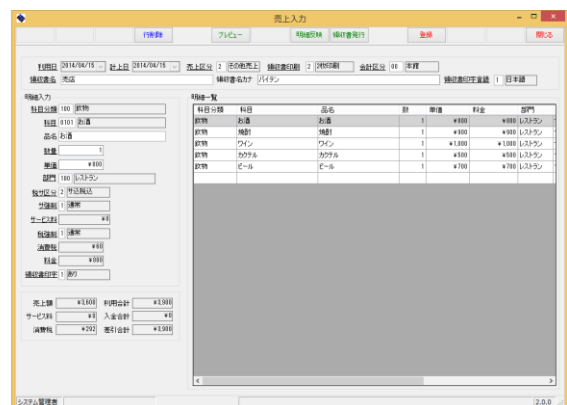 売上入力
行削除 プレビュー 明細反映 領収書発行 登録 閉じる
利用日 2014/04/15 計上日 2014/04/15 売上区分 2 その他売上 領収書印刷 2 2枚印刷 会計区分 00 本館
領収書名 売店 領収書名カナ バイテン 領収書印字言語 1 日本語
明細入力
科目分類 100 飲物
科目 0101 お酒
品名 お酒
数量 1
単価 ¥800
部門 100 レストラン
税サ区分 2 サ込税込
サ強制 1 通常
サービス料 ¥0
税強制 1 通常
消費税 ¥60
料金 ¥800
領収書印字 1 あり
売上額 ¥3,608 利用合計 ¥3,900
サービス料 ¥0 入金合計 ¥0
消費税 ¥292 差引合計 ¥3,900
明細一覧
科目分類 科目 品名 数 単価 料金 部門
飲物 お酒 お酒 1 ¥800 ¥800 レストラン
飲物 焼酎 焼酎 1 ¥900 ¥900 レストラン
飲物 ワイン ワイン 1 ¥1,000 ¥1,000 レストラン
飲物 カクテル カクテル 1 ¥500 ¥500 レストラン
飲物 ビール ビール 1 ¥700 ¥700 レストラン
システム管理者 2.0.0